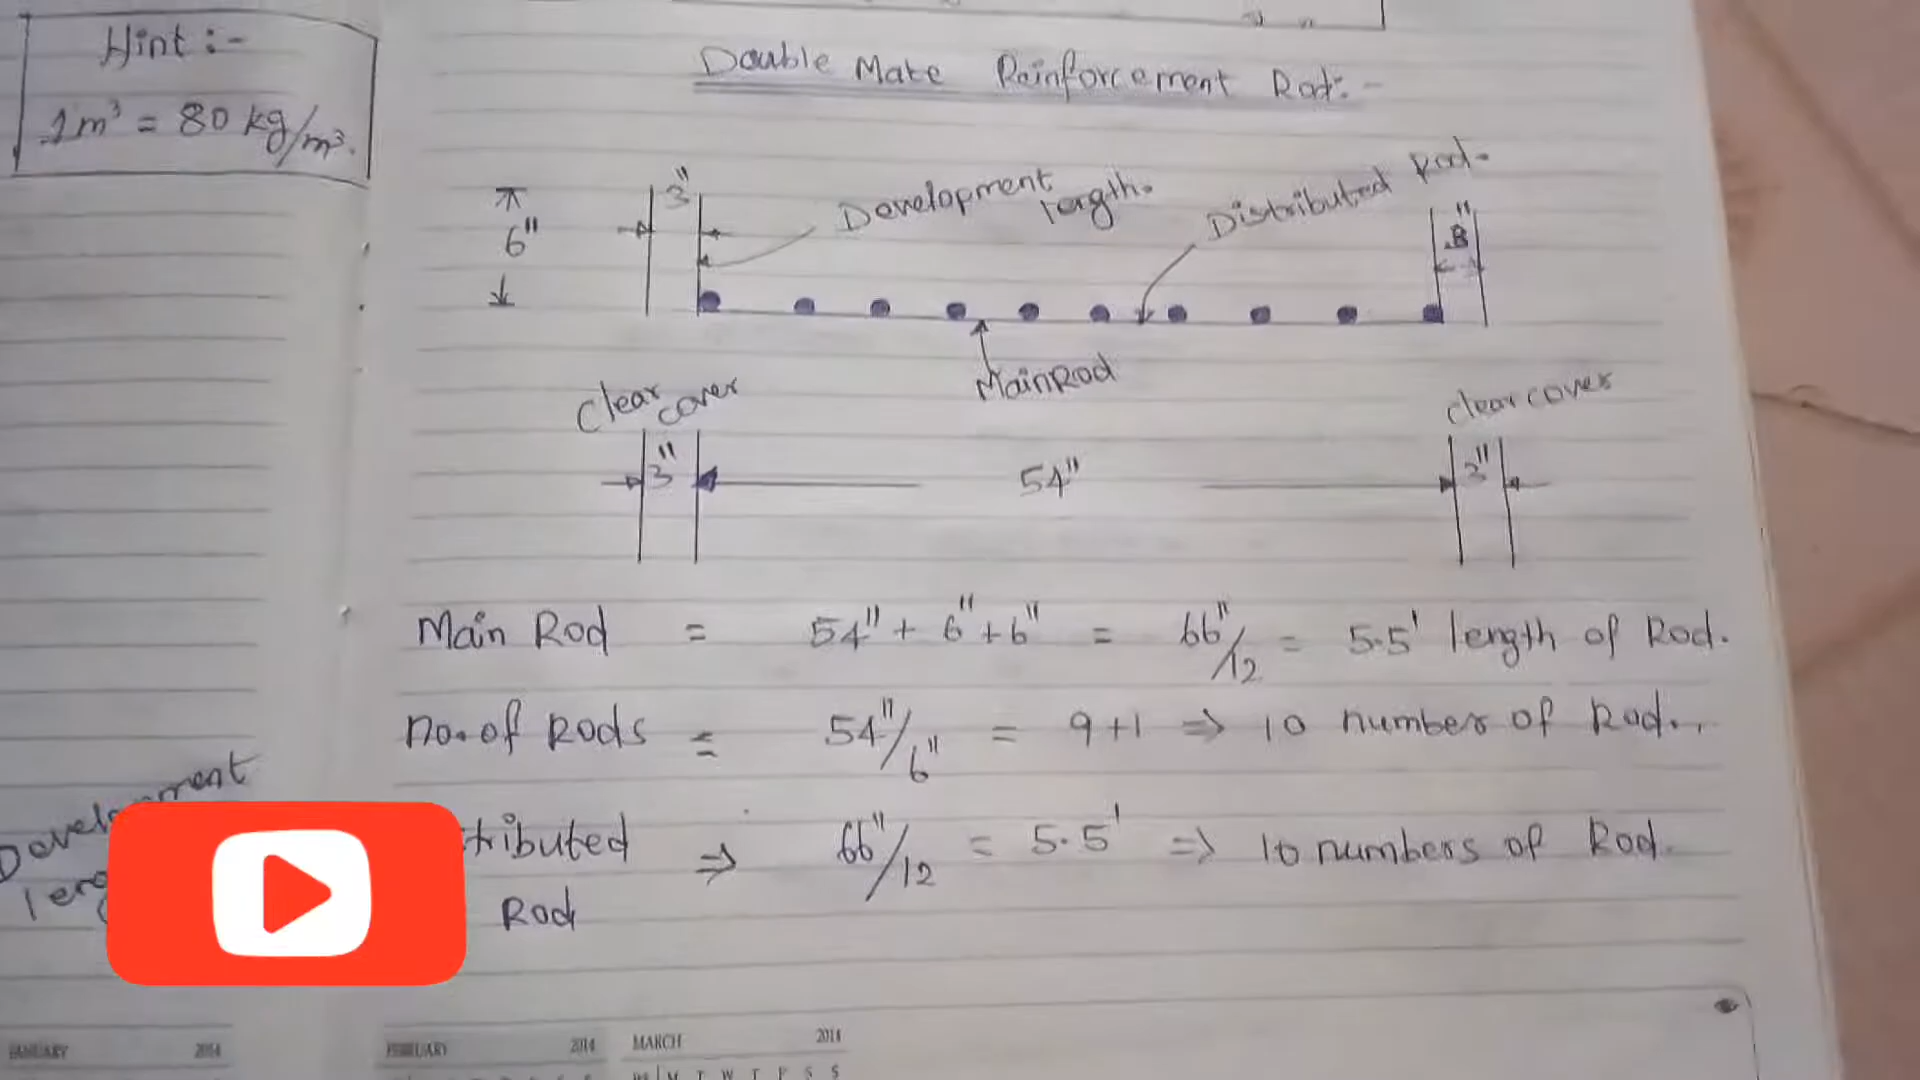 Hint :-
1m³ = 80 kg/m³.
Double Mate Reinforcement Rod:-
3"
6"
Development
length.
Distributed Rod.
Main Rod
Clear
cover
clear cover
3"
54"
3"
Main Rod = 54" + 6" + 6" = 66"/12 = 5.5' length of Rod.
no. of Rods = 54"/6" = 9+1 ⇒ 10 number of Rod..
Development
tributed ⇒ 66"/12 = 5.5' ⇒ 10 numbers of Rod.
Rod
JANUARY 2014
FEBRUARY 2014
MARCH 2014
M T W T F S S